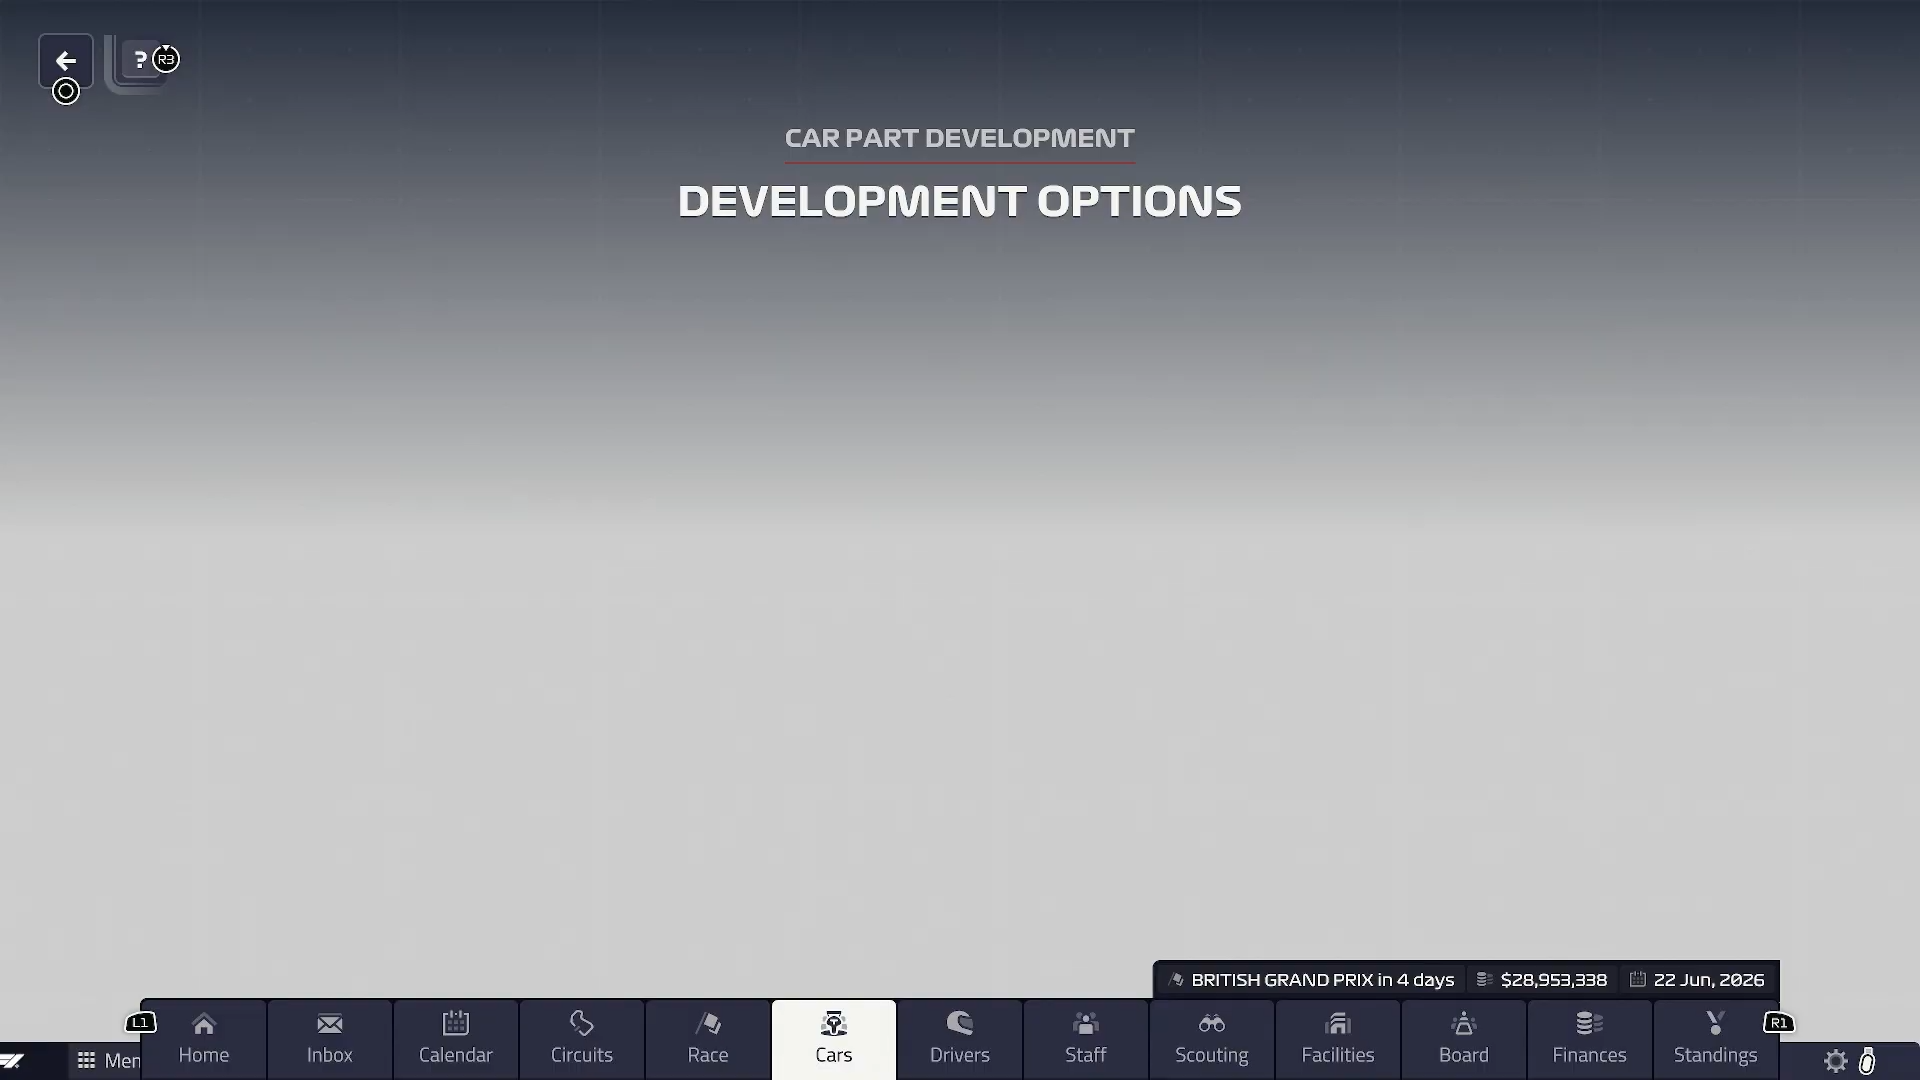 ? R3
CAR PART DEVELOPMENT
DEVELOPMENT OPTIONS
BRITISH GRAND PRIX in 4 days $28,953,338 22 Jun, 2026
L1 Home Inbox Calendar Circuits Race Cars Drivers Staff Scouting Facilities Board Finances Standings R1
Men